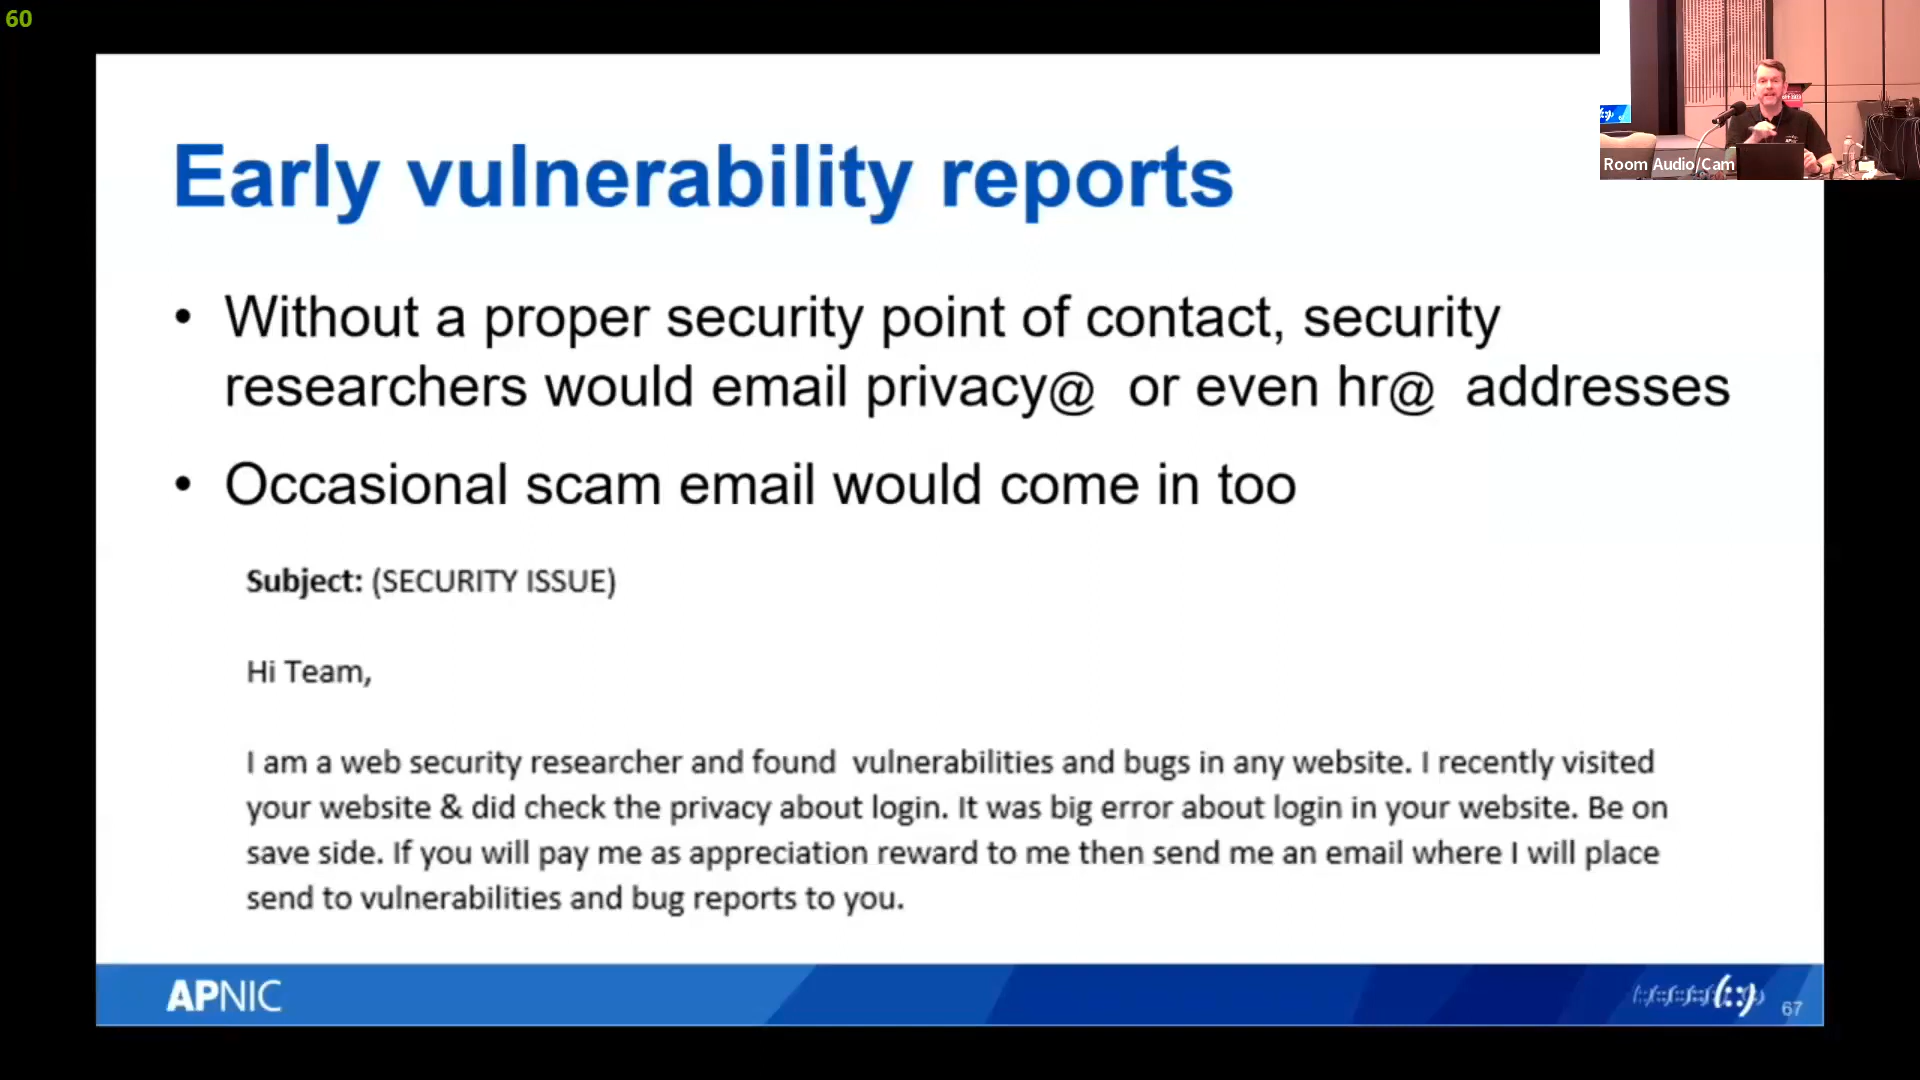 60
Room Audio/Cam
Early vulnerability reports
• Without a proper security point of contact, security
researchers would email privacy@  or even hr@  addresses
• Occasional scam email would come in too
Subject: (SECURITY ISSUE)
Hi Team,
I am a web security researcher and found  vulnerabilities and bugs in any website. I recently visited
your website & did check the privacy about login. It was big error about login in your website. Be on
save side. If you will pay me as appreciation reward to me then send me an email where I will place
send to vulnerabilities and bug reports to you.
APNIC
67